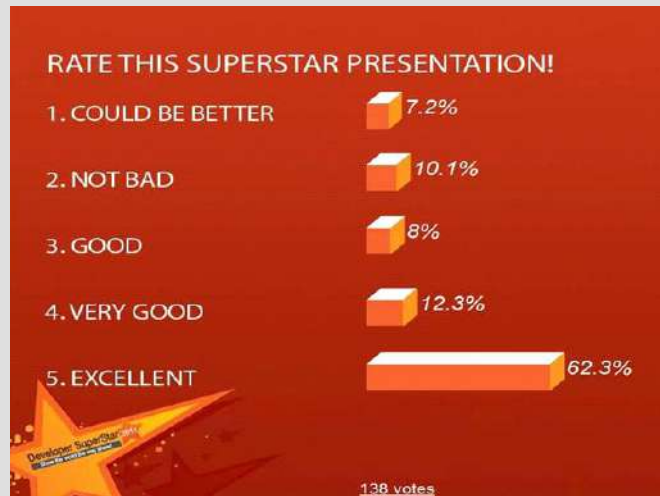 RATE THIS SUPERSTAR PRESENTATION!
1. COULD BE BETTER 7.2%
2. NOT BAD 10.1%
3. GOOD 8%
4. VERY GOOD 12.3%
5. EXCELLENT 62.3%
Developer SuperStar
138 votes